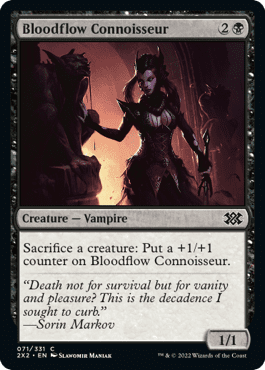 Bloodflow Connoisseur 2
Creature — Vampire
Sacrifice a creature: Put a +1/+1
counter on Bloodflow Connoisseur.
“Death not for survival but for vanity
and pleasure? This is the decadence I
sought to curb.”
—Sorin Markov
1/1
071/331 C
2X2 • EN SLAWOMIR MANIAK
™ & © 2022 Wizards of the Coast